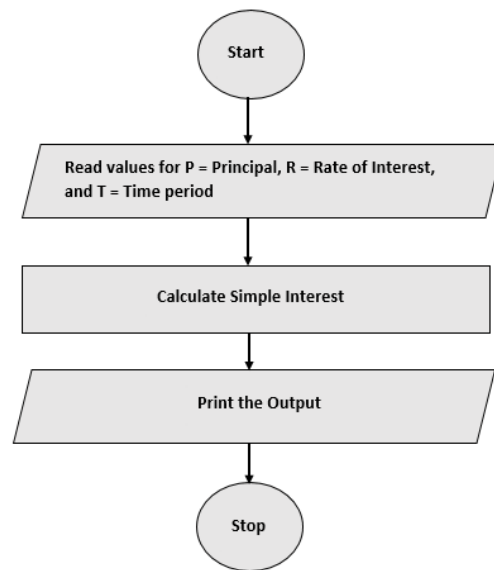 Start
Read values for P = Principal, R = Rate of Interest,
and T = Time period
Calculate Simple Interest
Print the Output
Stop